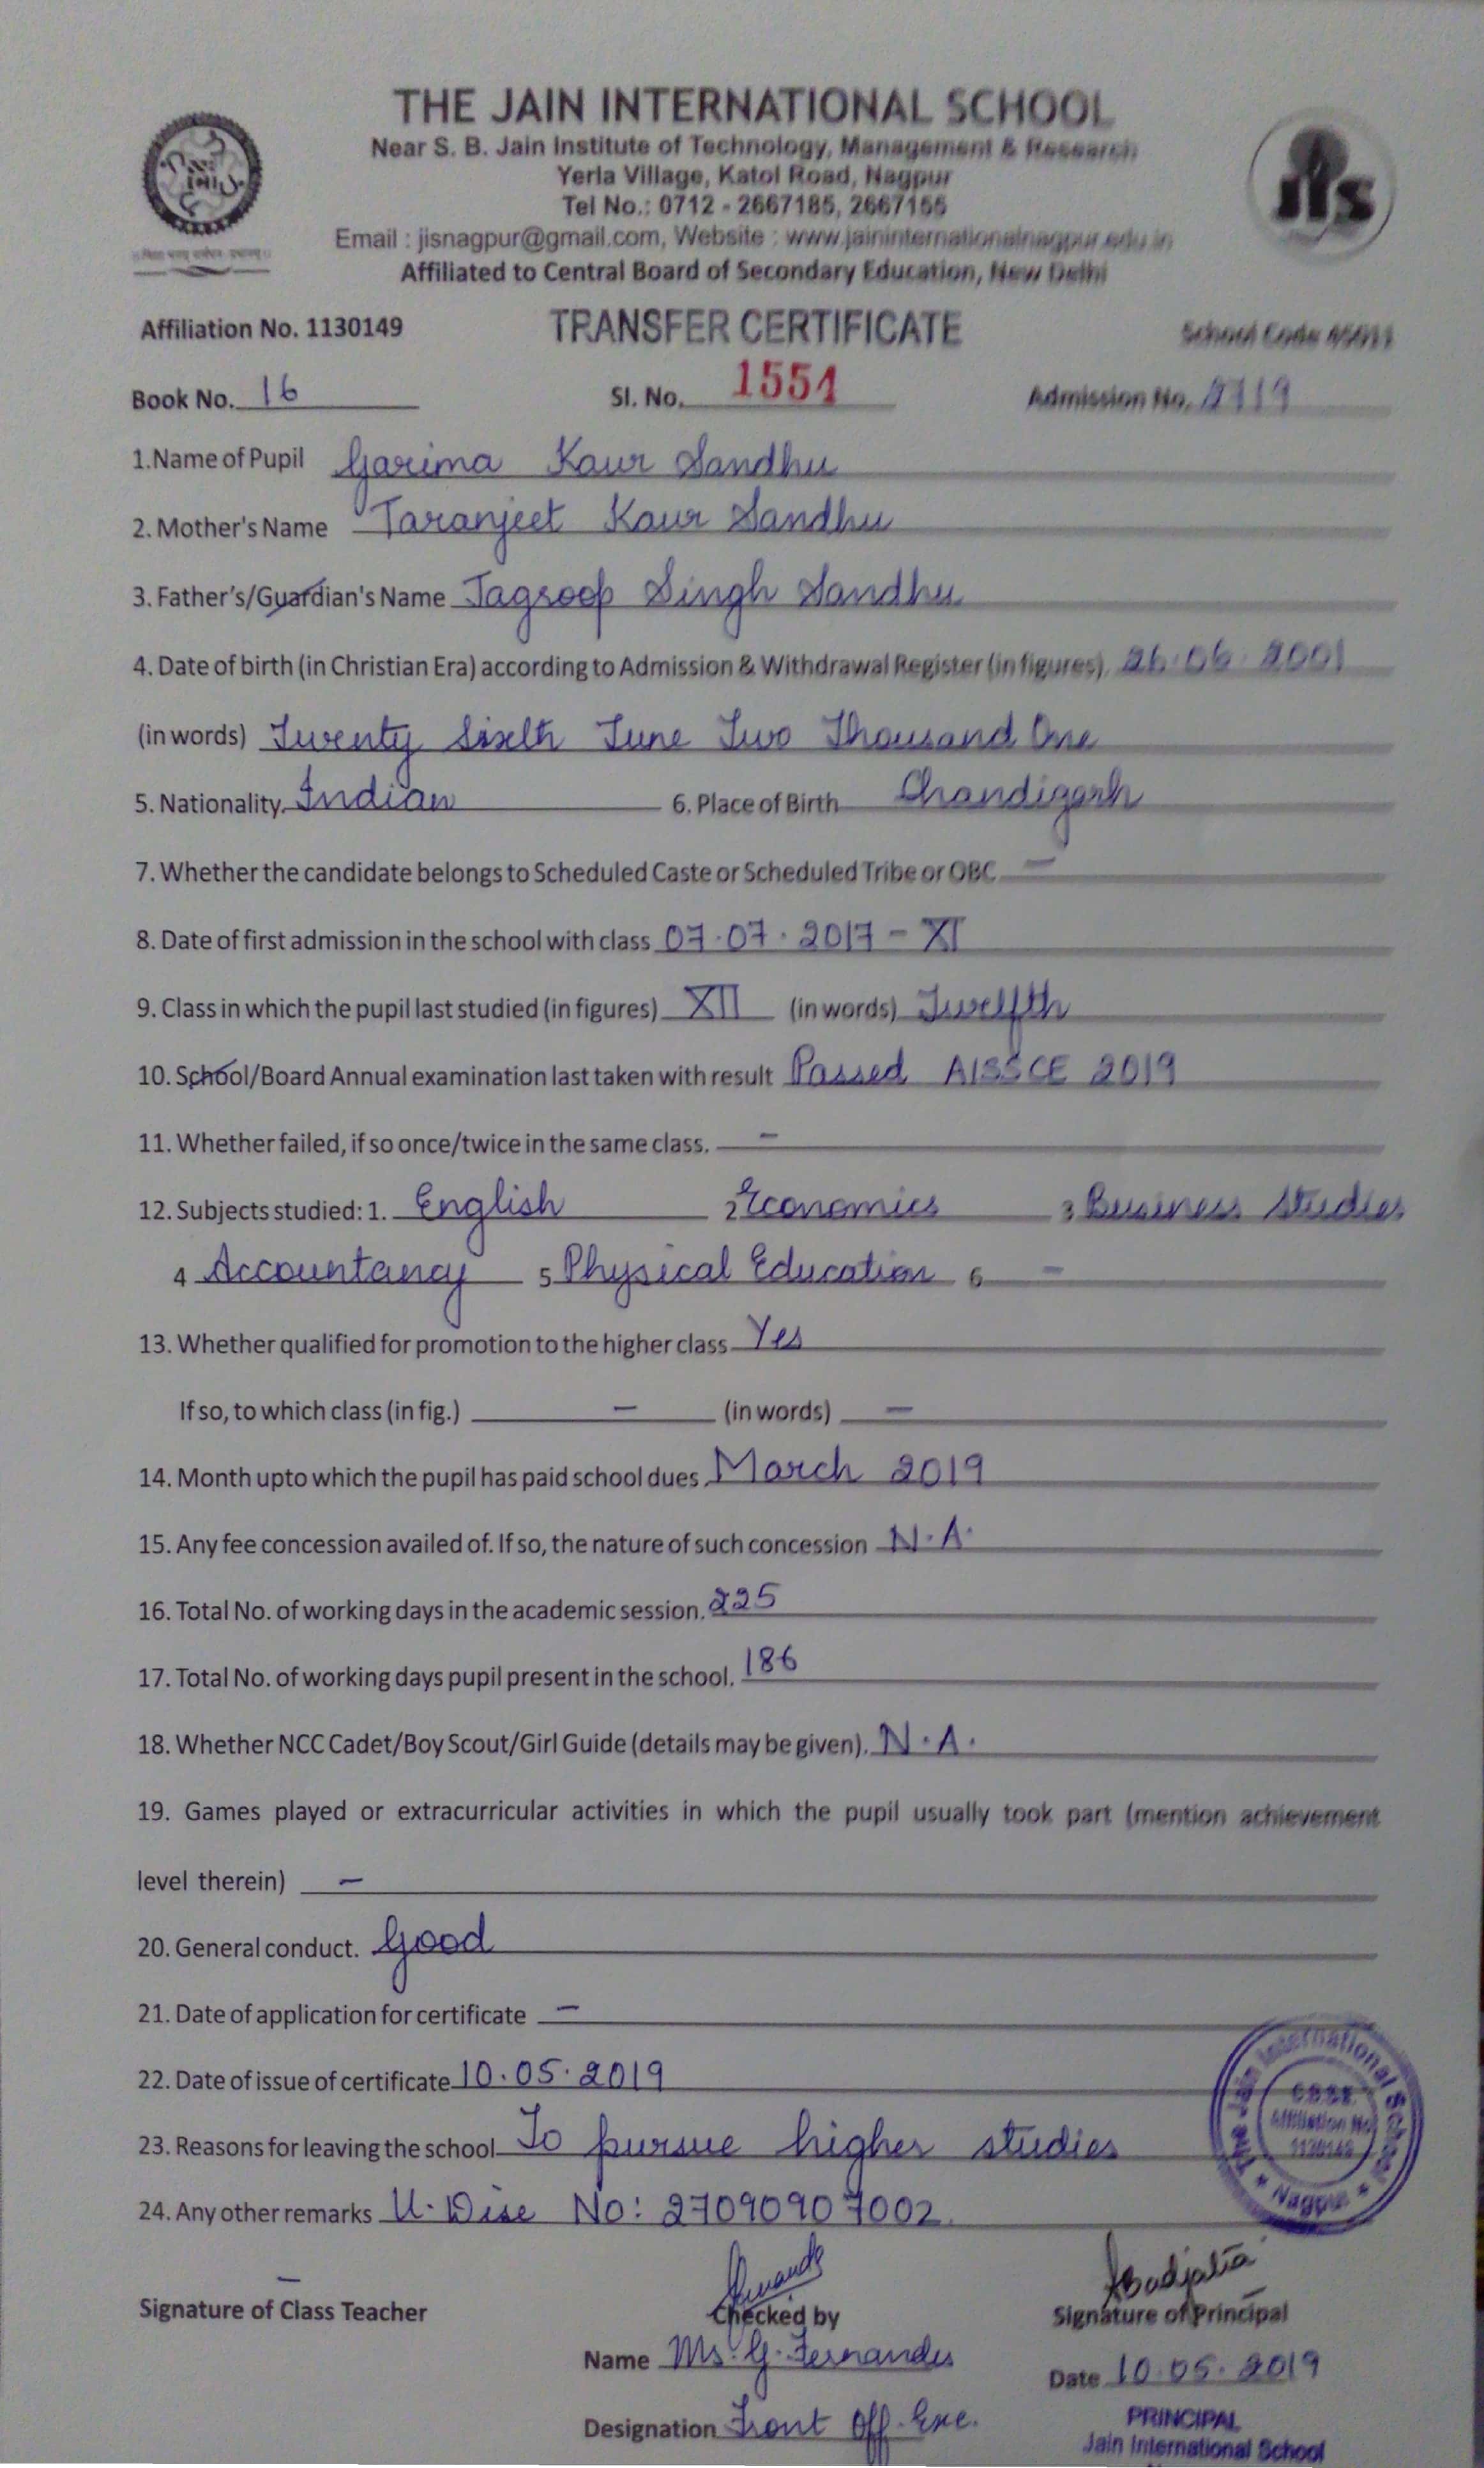 THE JAIN INTERNATIONAL SCHOOL
Near S. B. Jain Institute of Technology, Management & Research
Yerla Village, Katol Road, Nagpur
Tel No.: 0712 - 2667185, 2667155
Email : jisnagpur@gmail.com, Website : www.jaininternationalnagpur.edu.in
Affiliated to Central Board of Secondary Education, New Delhi
Affiliation No. 1130149 TRANSFER CERTIFICATE School Code
Book No. 16 Sl. No. 1551 Admission No.
1.Name of Pupil Garima Kaur Sandhu
2. Mother's Name Taranjeet Kaur Sandhu
3. Father's/Guardian's Name Jagroop Singh Sandhu
4. Date of birth (in Christian Era) according to Admission & Withdrawal Register (in figures). 26.06.2001
(in words) Twenty Sixth June Two Thousand One
5. Nationality. Indian 6. Place of Birth Chandigarh
7. Whether the candidate belongs to Scheduled Caste or Scheduled Tribe or OBC –
8. Date of first admission in the school with class 07.07.2017 - XI
9. Class in which the pupil last studied (in figures) XII (in words) Twelfth
10. School/Board Annual examination last taken with result Passed AISSCE 2019
11. Whether failed, if so once/twice in the same class. –
12. Subjects studied: 1. English 2 Economics 3 Business Studies
4 Accountancy 5 Physical Education 6 –
13. Whether qualified for promotion to the higher class Yes
If so, to which class (in fig.) – (in words) –
14. Month upto which the pupil has paid school dues. March 2019
15. Any fee concession availed of. If so, the nature of such concession N.A.
16. Total No. of working days in the academic session. 225
17. Total No. of working days pupil present in the school. 186
18. Whether NCC Cadet/Boy Scout/Girl Guide (details may be given). N.A.
19. Games played or extracurricular activities in which the pupil usually took part (mention achievement
level therein) –
20. General conduct. Good
21. Date of application for certificate –
22. Date of issue of certificate 10.05.2019
23. Reasons for leaving the school To pursue higher studies
24. Any other remarks U-Dise No: 27090907002
The Jain International School
C.B.S.E.
Affiliation No.
1130149
* Nagpur *
–
Signature of Class Teacher Checked by Signature of Principal
Name Ms. G. Fernandes Date 10.05.2019
Designation Front Off. Exe. PRINCIPAL
Jain International School